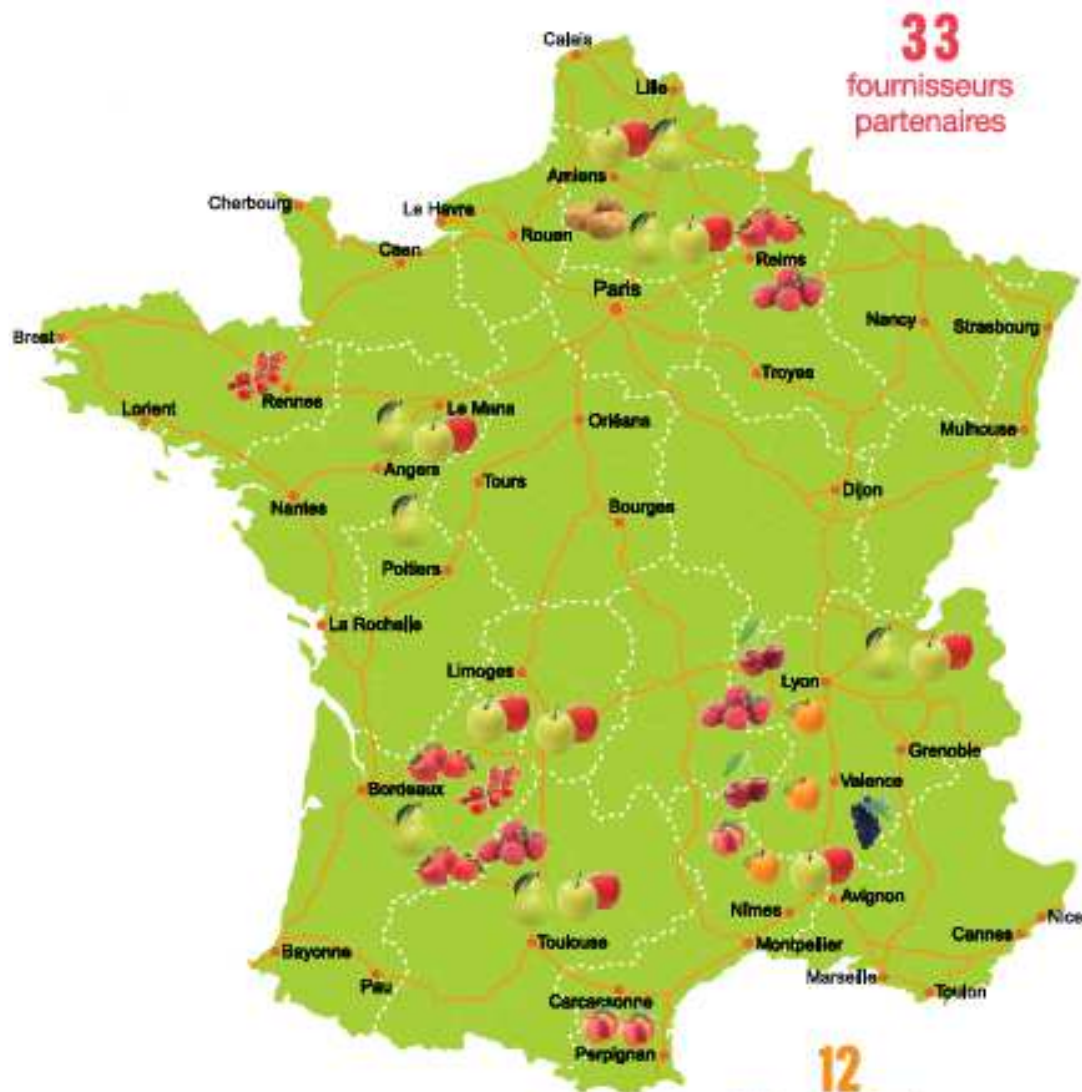 33
fournisseurs
partenaires
Calais
Lille
Amiens
Cherbourg
Le Havre
Rouen
Reims
Caen
Paris
Nancy
Strasbourg
Brest
Troyes
Rennes
Le Mans
Lorient
Orléans
Mulhouse
Angers
Tours
Dijon
Nantes
Bourges
Poitiers
La Rochelle
Limoges
Lyon
Grenoble
Bordeaux
Valence
Avignon
Nîmes
Nice
Cannes
Toulouse
Montpellier
Bayonne
Marseille
Pau
Toulon
Carcassonne
Perpignan
12